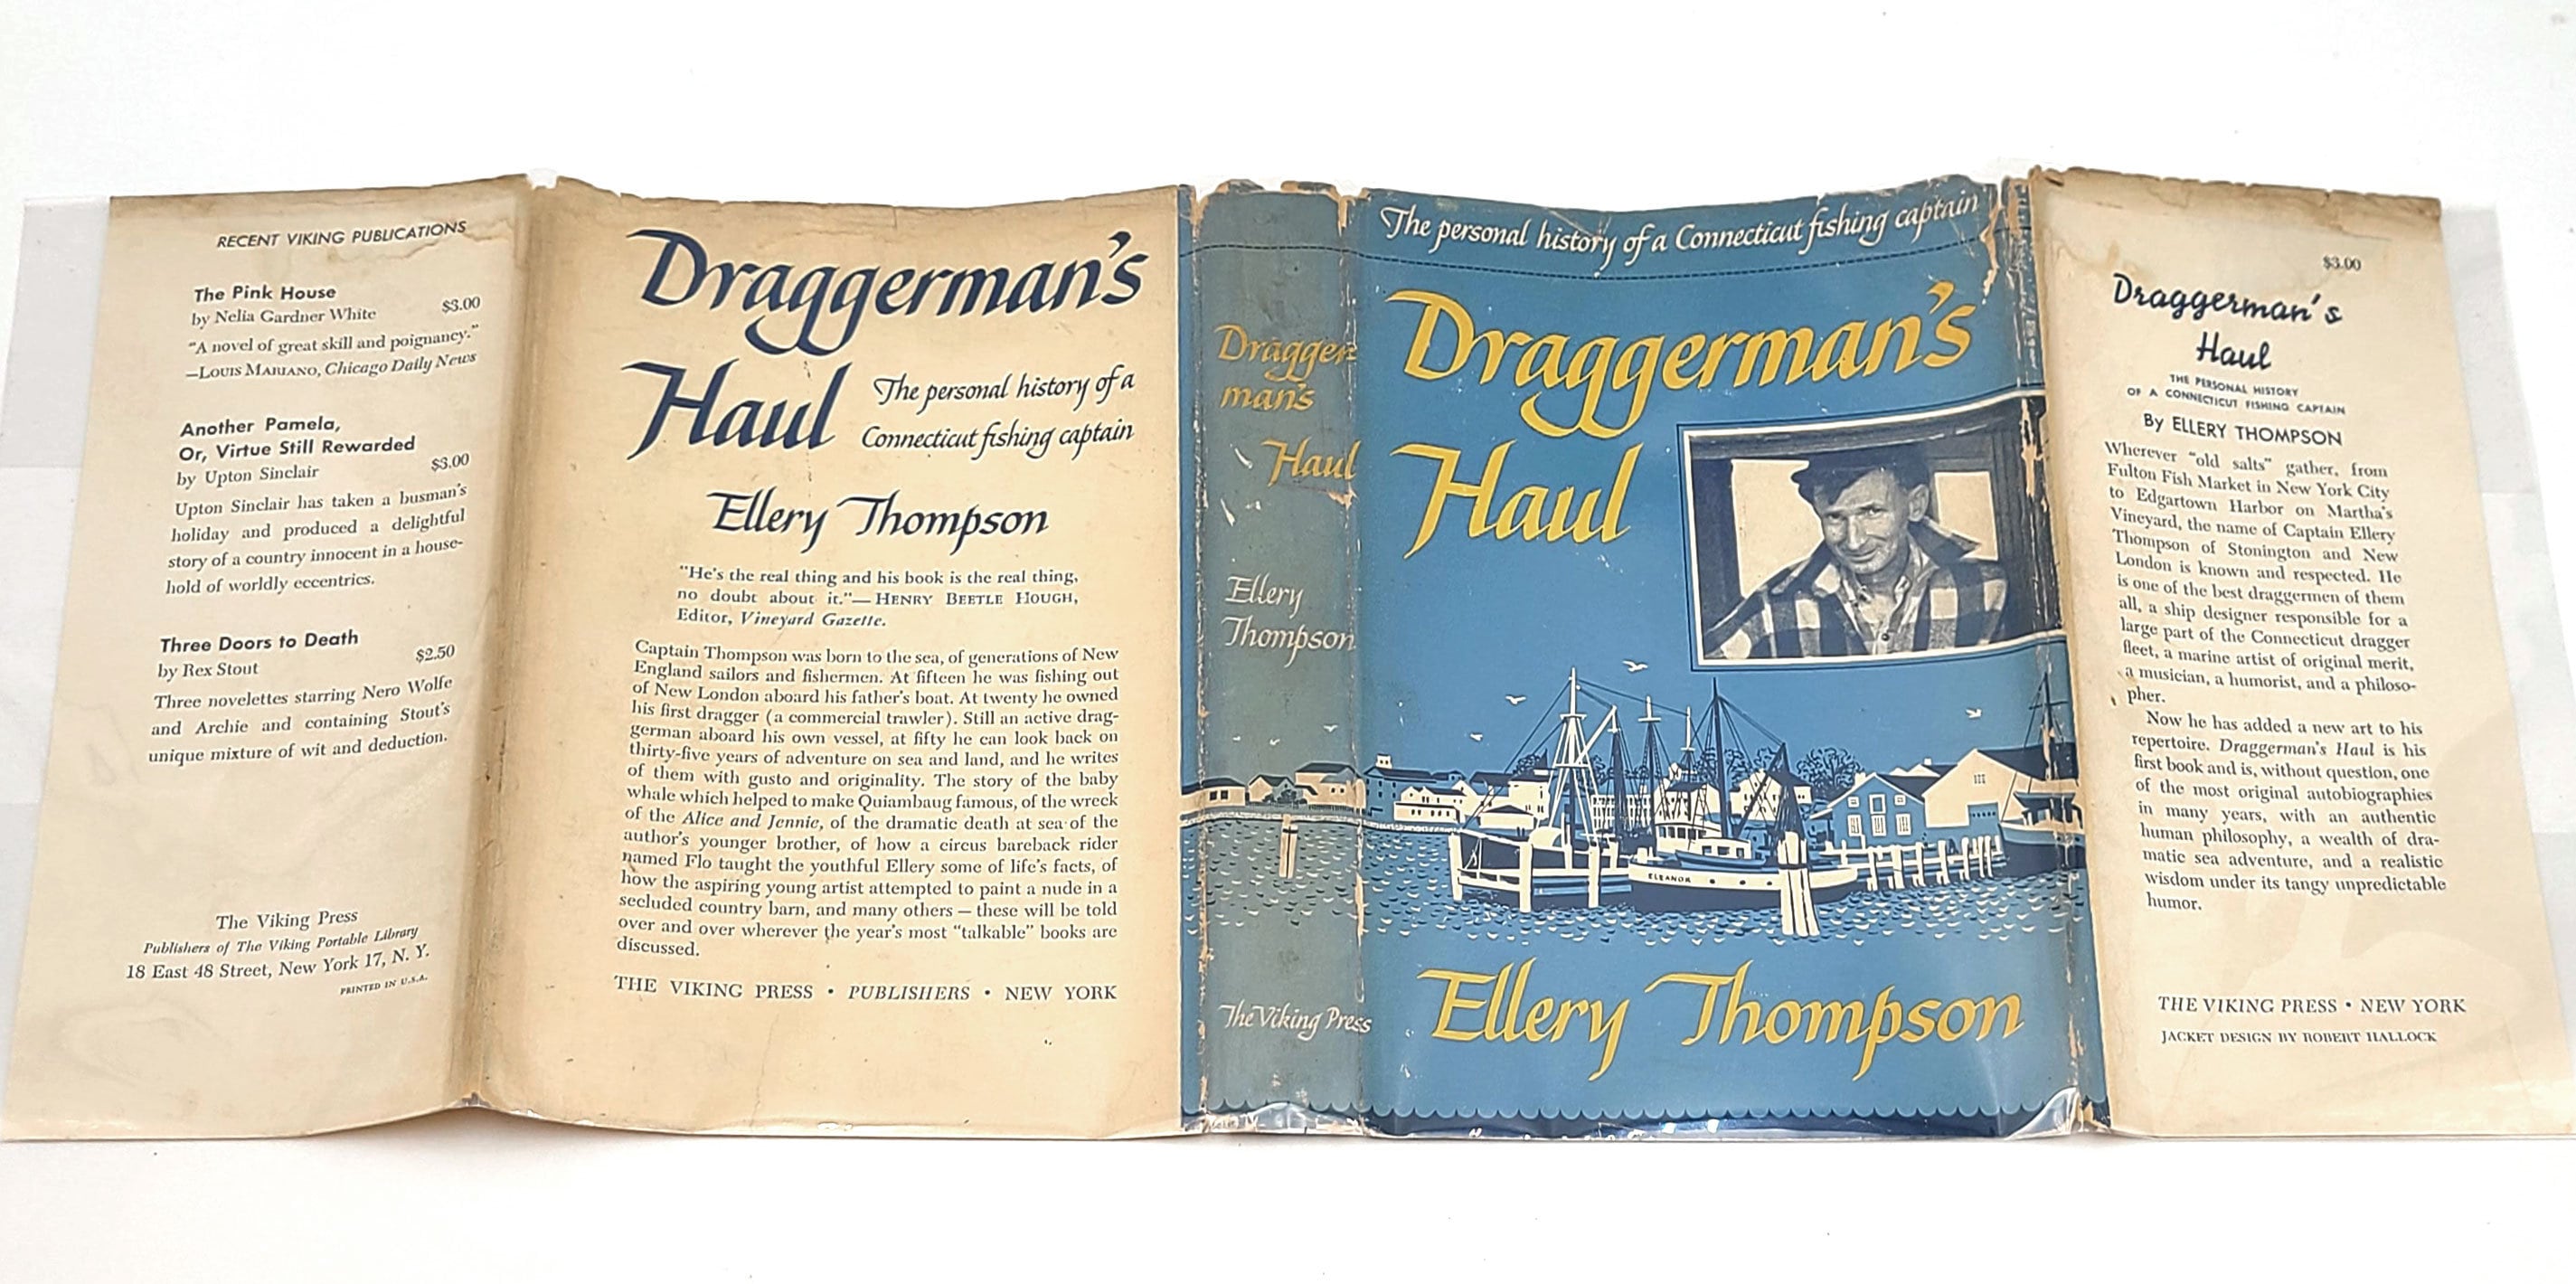 RECENT VIKING PUBLICATIONS
The Pink House
by Nelia Gardner White $3.00
"A novel of great skill and poignancy."
—LOUIS MARIANO, Chicago Daily News
Another Pamela,
Or, Virtue Still Rewarded
by Upton Sinclair $3.00
Upton Sinclair has taken a busman's
holiday and produced a delightful
story of a country innocent in a house-
hold of worldly eccentrics.
Three Doors to Death
by Rex Stout $2.50
Three novelettes starring Nero Wolfe
and Archie and containing Stout's
unique mixture of wit and deduction.
The Viking Press
Publishers of The Viking Portable Library
18 East 48 Street, New York 17, N. Y.
PRINTED IN U.S.A.
Draggerman's
Haul
The personal history of a
Connecticut fishing captain
Ellery Thompson
"He's the real thing and his book is the real thing,
no doubt about it."—HENRY BEETLE HOUGH,
Editor, Vineyard Gazette.
Captain Thompson was born to the sea, of generations of New
England sailors and fishermen. At fifteen he was fishing out
of New London aboard his father's boat. At twenty he owned
his first dragger (a commercial trawler). Still an active drag-
german aboard his own vessel, at fifty he can look back on
thirty-five years of adventure on sea and land, and he writes
of them with gusto and originality. The story of the baby
whale which helped to make Quiambaug famous, of the wreck
of the Alice and Jennie, of the dramatic death at sea of the
author's younger brother, of how a circus bareback rider
named Flo taught the youthful Ellery some of life's facts, of
how the aspiring young artist attempted to paint a nude in a
secluded country barn, and many others — these will be told
over and over wherever the year's most "talkable" books are
discussed.
THE VIKING PRESS • PUBLISHERS • NEW YORK
Dragger
man's
Haul
Ellery
Thompson
The Viking Press
The personal history of a Connecticut fishing captain
Draggerman's
Haul
ELEANOR
Ellery Thompson
$3.00
Draggerman's
Haul
THE PERSONAL HISTORY
OF A CONNECTICUT FISHING CAPTAIN
By ELLERY THOMPSON
Wherever "old salts" gather, from
Fulton Fish Market in New York City
to Edgartown Harbor on Martha's
Vineyard, the name of Captain Ellery
Thompson of Stonington and New
London is known and respected. He
is one of the best draggermen of them
all, a ship designer responsible for a
large part of the Connecticut dragger
fleet, a marine artist of original merit,
a musician, a humorist, and a philoso-
pher.
Now he has added a new art to his
repertoire. Draggerman's Haul is his
first book and is, without question, one
of the most original autobiographies
in many years, with an authentic
human philosophy, a wealth of dra-
matic sea adventure, and a realistic
wisdom under its tangy unpredictable
humor.
THE VIKING PRESS • NEW YORK
JACKET DESIGN BY ROBERT HALLOCK